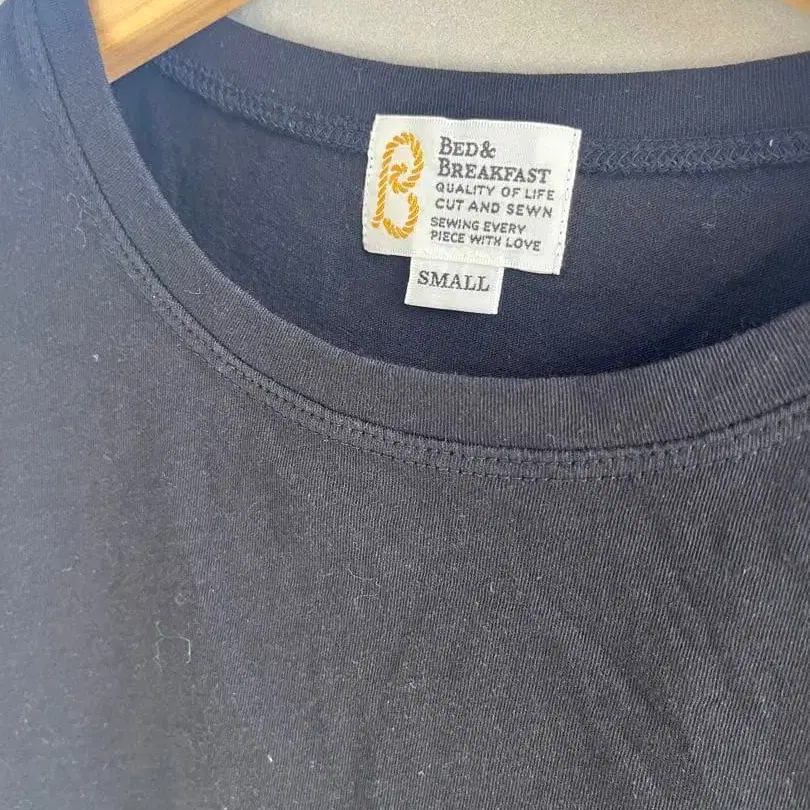 BED&
BREAKFAST
QUALITY OF LIFE
CUT AND SEWN
SEWING EVERY
PIECE WITH LOVE
SMALL